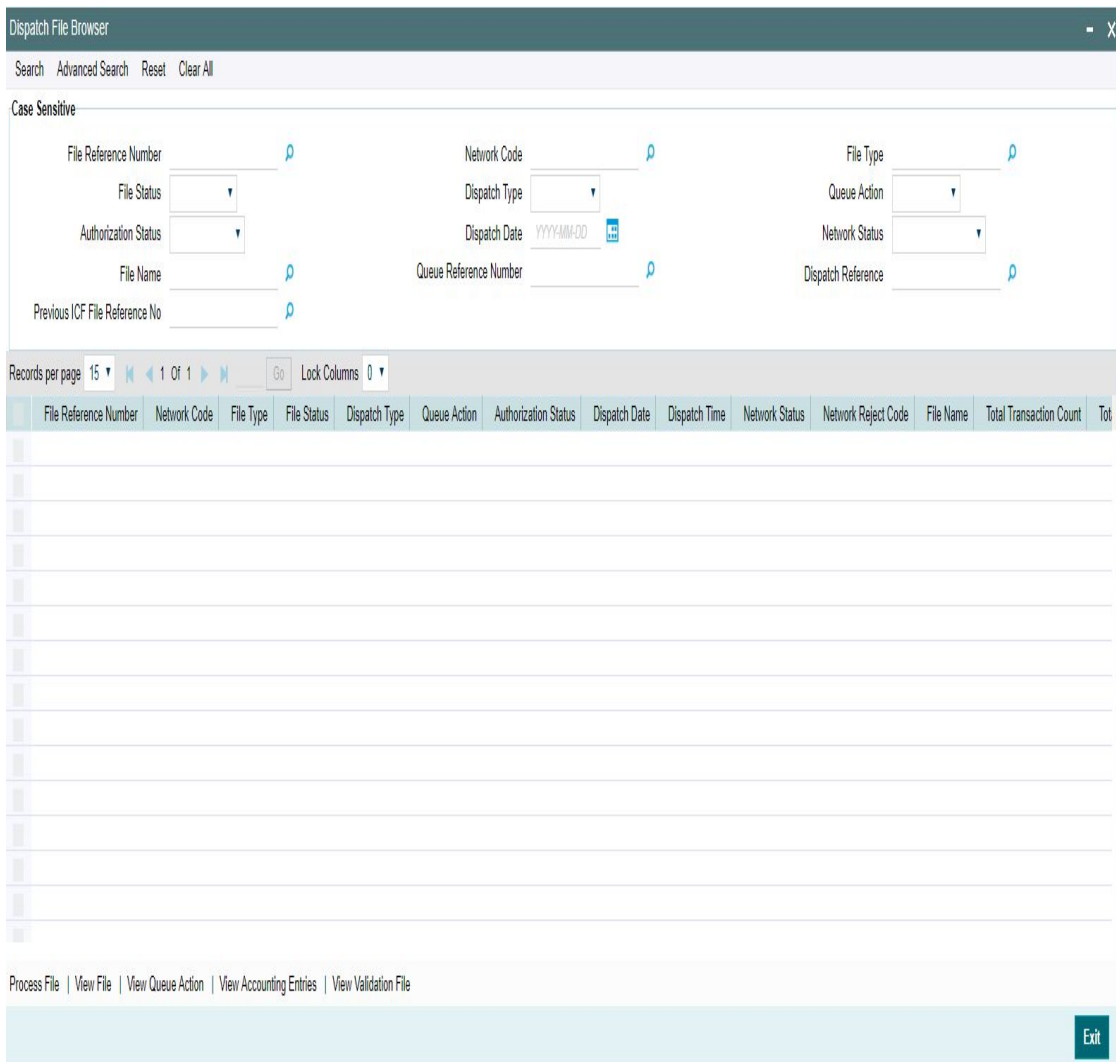 Dispatch File Browser - X
Search Advanced Search Reset Clear All
Case Sensitive
File Reference Number Network Code File Type
File Status Dispatch Type Queue Action
Authorization Status Dispatch Date YYYY-MM-DD Network Status
File Name Queue Reference Number Dispatch Reference
Previous ICF File Reference No
Records per page 15 1 Of 1 Go Lock Columns 0
File Reference Number Network Code File Type File Status Dispatch Type Queue Action Authorization Status Dispatch Date Dispatch Time Network Status Network Reject Code File Name Total Transaction Count Tot
Process File | View File | View Queue Action | View Accounting Entries | View Validation File
Exit